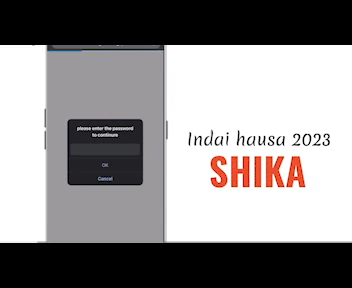 please enter the password
to continue
OK
Cancel
Indai hausa 2023
SHIKA